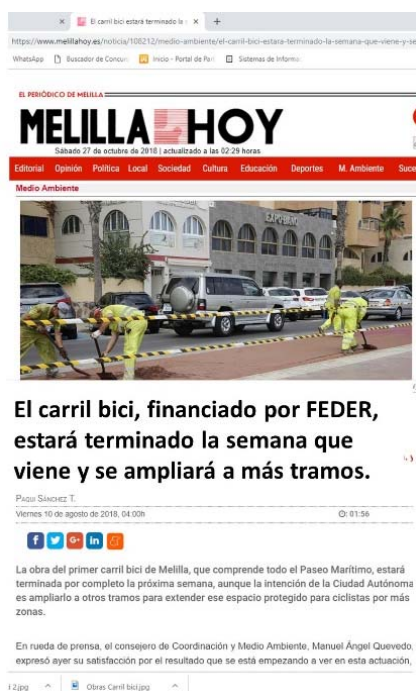 El carril bici estará terminado la s
https://www.melillahoy.es/noticia/108212/medio-ambiente/el-carril-bici-estara-terminado-la-semana-que-viene-y-se
WhatsApp Buscador de Concurs Inicio - Portal de Par Sistemas de Informa
EL PERIÓDICO DE MELILLA
MELILLA HOY
Sábado 27 de octubre de 2018 | actualizado a las 02:29 horas
Editorial Opinión Política Local Sociedad Cultura Educación Deportes M. Ambiente Suce
Medio Ambiente
El carril bici, financiado por FEDER,
estará terminado la semana que
viene y se ampliará a más tramos.
PAQUI SÁNCHEZ T.
Viernes 10 de agosto de 2018, 04:00h 01:56
La obra del primer carril bici de Melilla, que comprende todo el Paseo Marítimo, estará
terminada por completo la próxima semana, aunque la intención de la Ciudad Autónoma
es ampliarlo a otros tramos para extender ese espacio protegido para ciclistas por más
zonas.
En rueda de prensa, el consejero de Coordinación y Medio Ambiente, Manuel Ángel Quevedo,
expresó ayer su satisfacción por el resultado que se está empezando a ver en esta actuación,
2.jpg Obras Carril bici.jpg